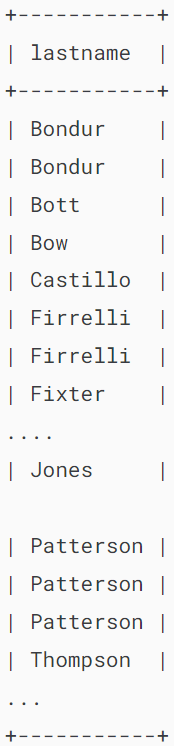 +-----------+
| lastname  |
+-----------+
| Bondur    |
| Bondur    |
| Bott      |
| Bow       |
| Castillo  |
| Firrelli  |
| Firrelli  |
| Fixter    |
....
| Jones     |

| Patterson |
| Patterson |
| Patterson |
| Thompson  |
...
+-----------+